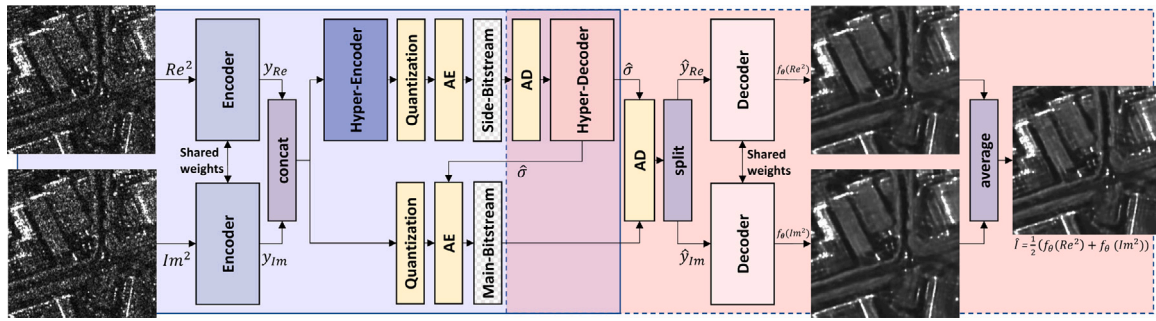 Re²
Encoder
y_Re
concat
Hyper-Encoder
Quantization
AE
Side-Bitstream
AD
Hyper-Decoder
σ̂
AD
split
ŷ_Re
Decoder
f_θ(Re²)
average
Shared
weights
σ̂
Shared
weights
Im²
Encoder
y_Im
Quantization
AE
Main-Bitstream
ŷ_Im
Decoder
f_θ(Im²)
Î = 1/2 (f_θ(Re²) + f_θ (Im²))